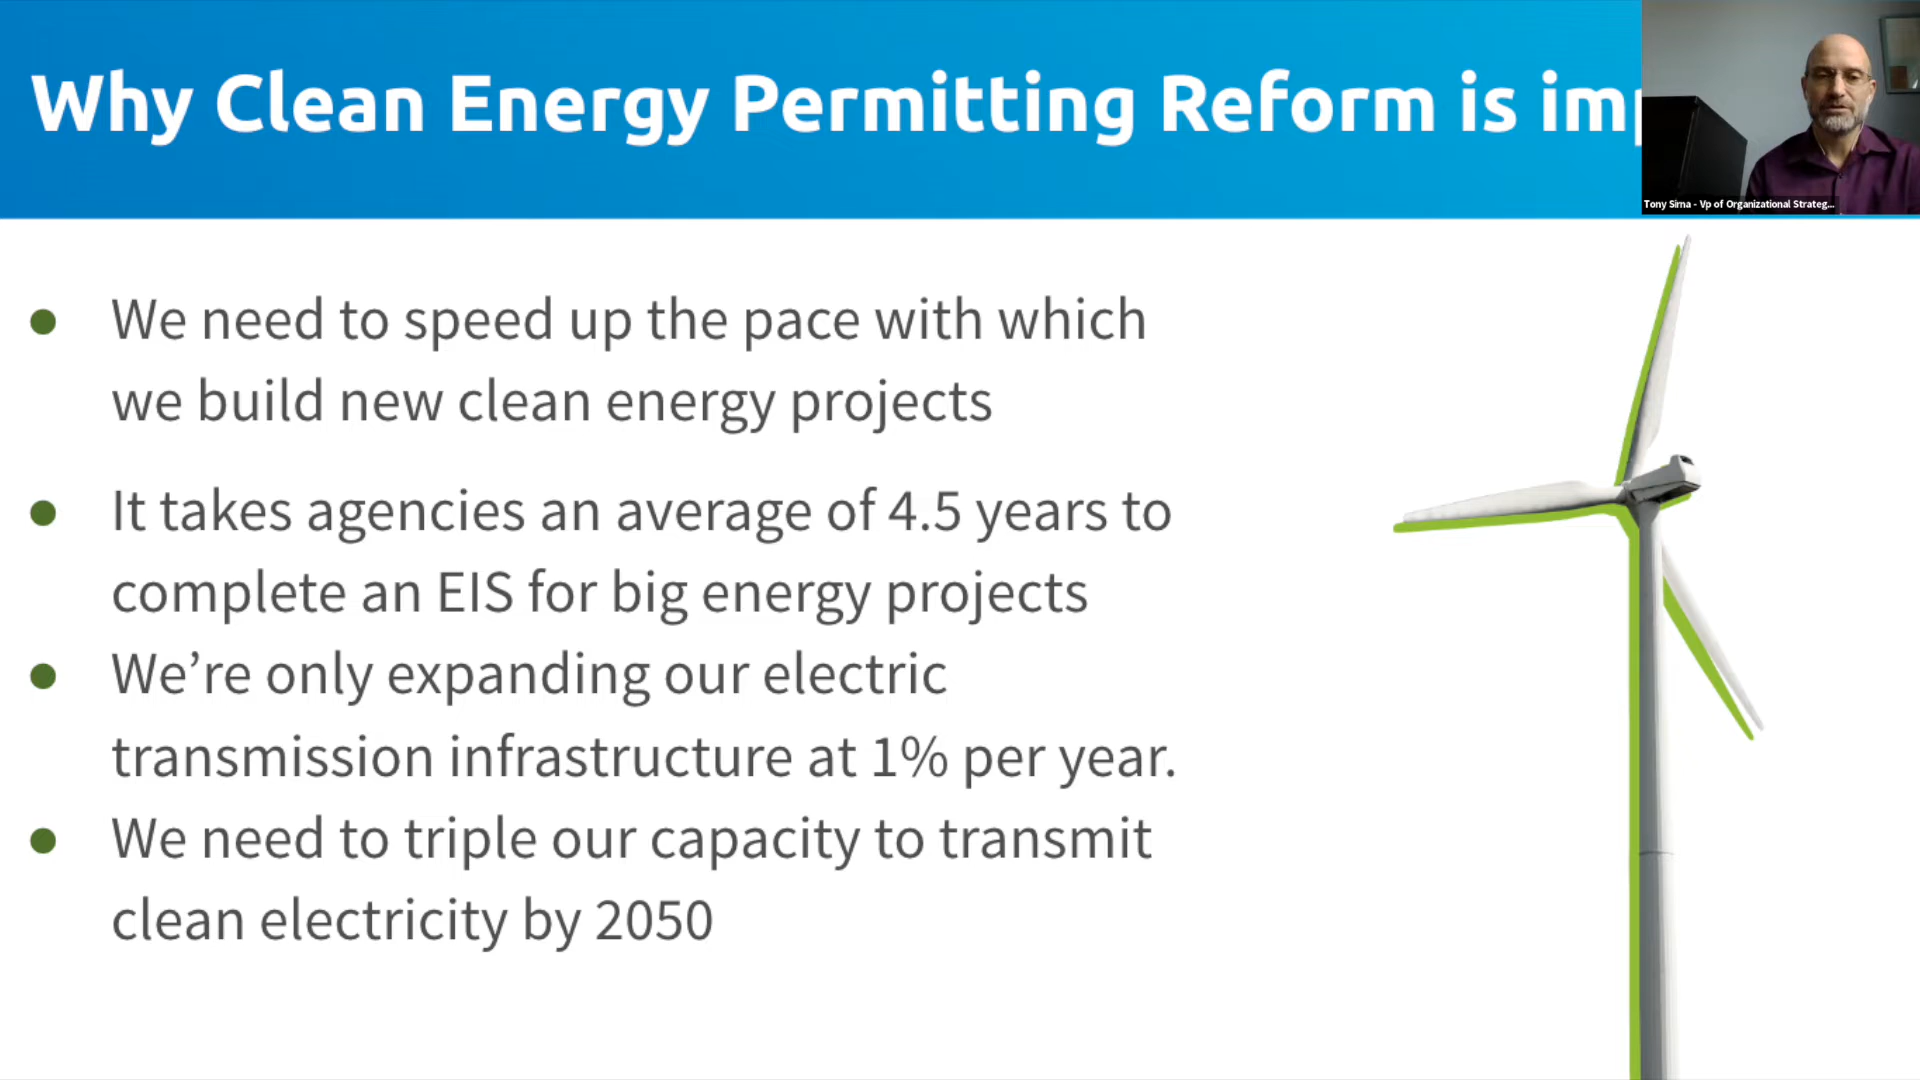 Why Clean Energy Permitting Reform is imp
Tony Sirna - Vp of Organizational Strateg...
● We need to speed up the pace with which
we build new clean energy projects
● It takes agencies an average of 4.5 years to
complete an EIS for big energy projects
● We’re only expanding our electric
transmission infrastructure at 1% per year.
● We need to triple our capacity to transmit
clean electricity by 2050